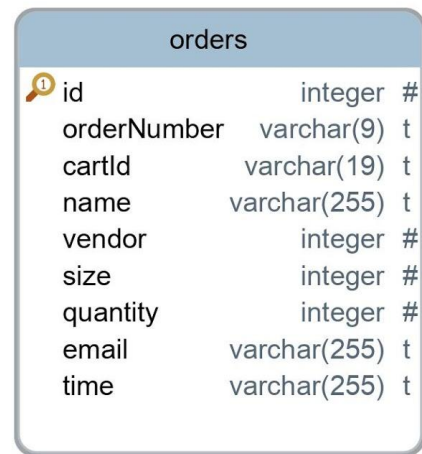 orders
1 id integer #
orderNumber varchar(9) t
cartId varchar(19) t
name varchar(255) t
vendor integer #
size integer #
quantity integer #
email varchar(255) t
time varchar(255) t